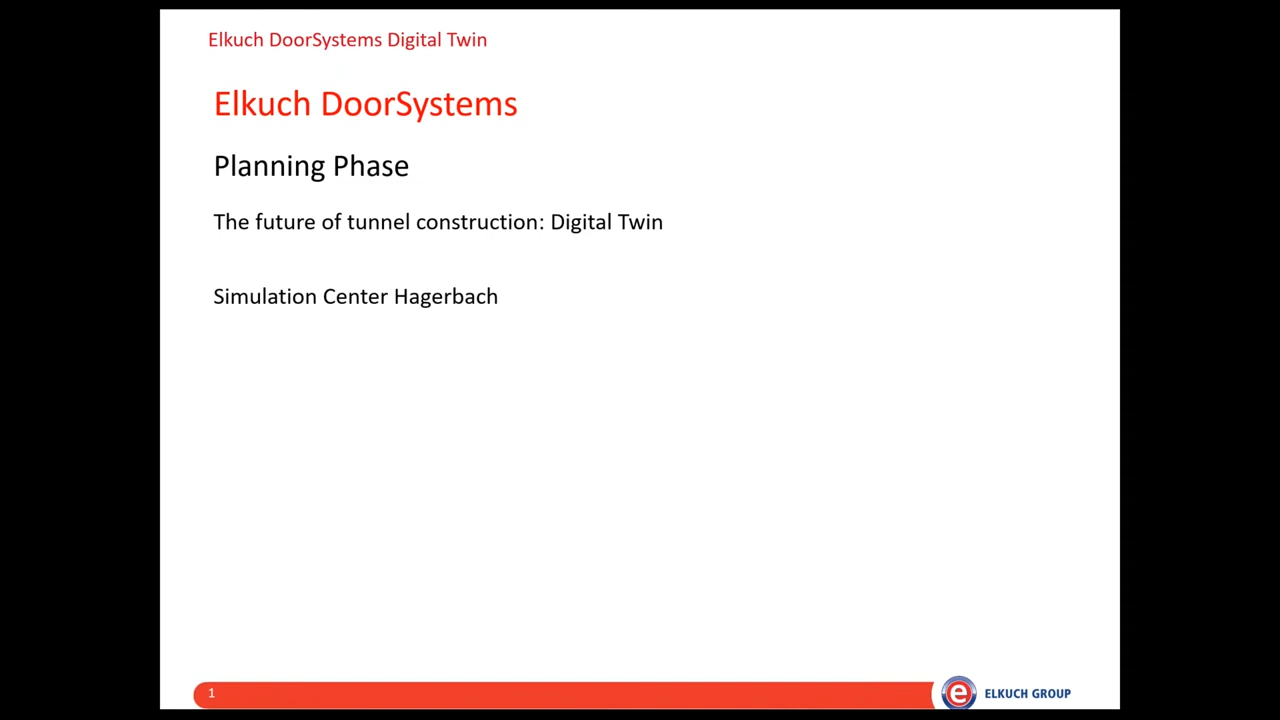 Elkuch DoorSystems Digital Twin
Elkuch DoorSystems
Planning Phase
The future of tunnel construction: Digital Twin
Simulation Center Hagerbach
1
e ELKUCH GROUP